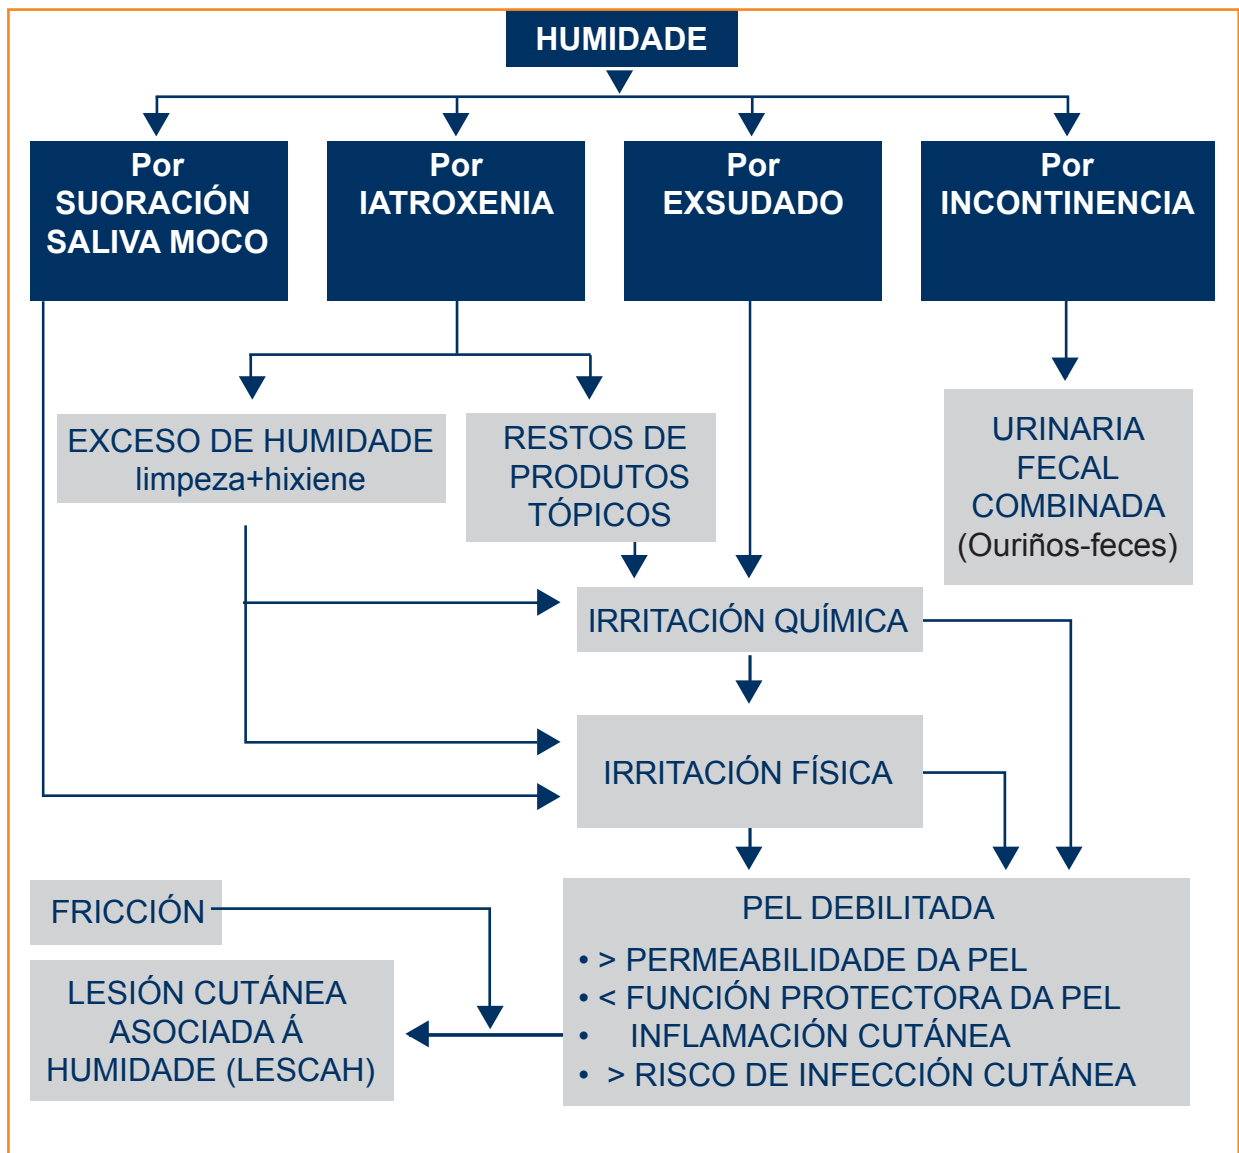 HUMIDADE
Por
SUORACIÓN
SALIVA MOCO
Por
IATROXENIA
Por
EXSUDADO
Por
INCONTINENCIA
EXCESO DE HUMIDADE
limpeza+hixiene
RESTOS DE
PRODUTOS
TÓPICOS
URINARIA
FECAL
COMBINADA
(Ouriños-feces)
IRRITACIÓN QUÍMICA
IRRITACIÓN FÍSICA
FRICCIÓN
LESIÓN CUTÁNEA
ASOCIADA Á
HUMIDADE (LESCAH)
PEL DEBILITADA
• > PERMEABILIDADE DA PEL
• < FUNCIÓN PROTECTORA DA PEL
• INFLAMACIÓN CUTÁNEA
• > RISCO DE INFECCIÓN CUTÁNEA